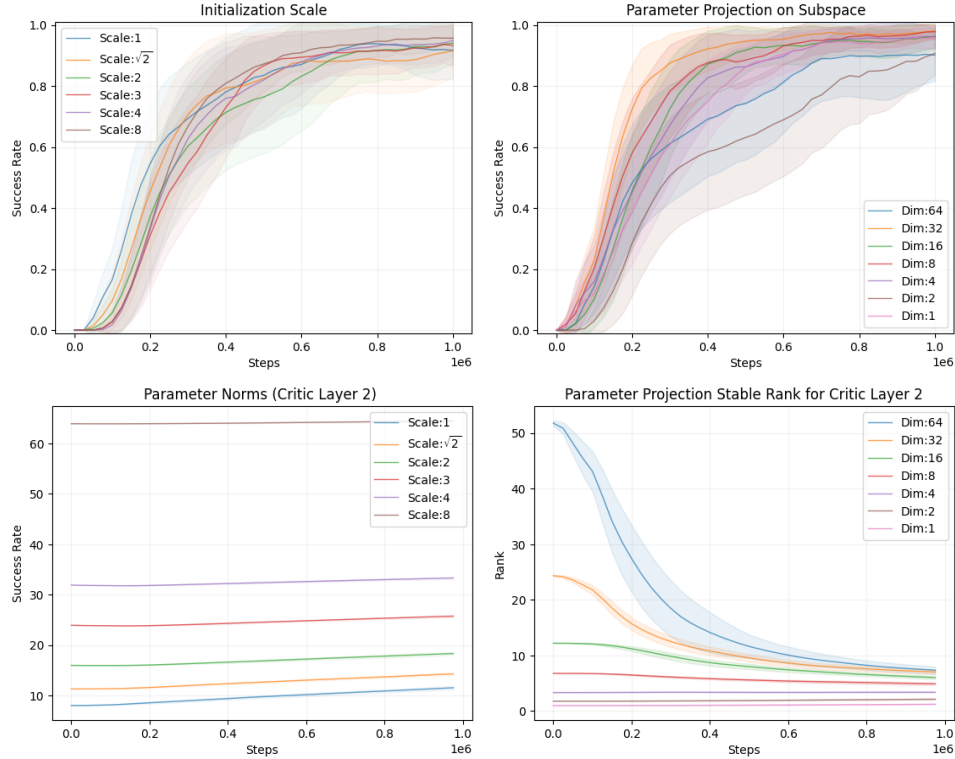 Initialization Scale
Success Rate
1.0
0.8
0.6
0.4
0.2
0.0
Scale:1
Scale:√2
Scale:2
Scale:3
Scale:4
Scale:8
0.0 0.2 0.4 0.6 0.8 1.0
1e6
Steps
Parameter Projection on Subspace
Success Rate
1.0
0.8
0.6
0.4
0.2
0.0
Dim:64
Dim:32
Dim:16
Dim:8
Dim:4
Dim:2
Dim:1
0.0 0.2 0.4 0.6 0.8 1.0
1e6
Steps
Parameter Norms (Critic Layer 2)
Success Rate
60
50
40
30
20
10
Scale:1
Scale:√2
Scale:2
Scale:3
Scale:4
Scale:8
0.0 0.2 0.4 0.6 0.8 1.0
1e6
Steps
Parameter Projection Stable Rank for Critic Layer 2
Rank
50
40
30
20
10
0
Dim:64
Dim:32
Dim:16
Dim:8
Dim:4
Dim:2
Dim:1
0.0 0.2 0.4 0.6 0.8 1.0
1e6
Steps